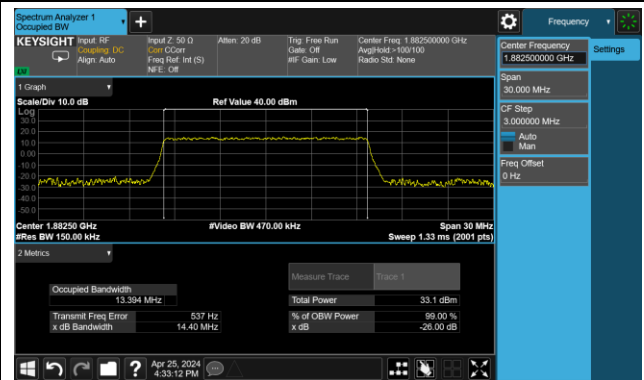 Spectrum Analyzer 1
Occupied BW
Frequency
KEYSIGHT
Input: RF
Coupling: DC
Align: Auto
Input Z: 50 Ω
Corr CCorr
Freq Ref: Int (S)
NFE: Off
Atten: 20 dB
Trig: Free Run
Gate: Off
#IF Gain: Low
Center Freq: 1.882500000 GHz
Avg|Hold:>100/100
Radio Std: None
Center Frequency
1.882500000 GHz
Settings
Span
30.000 MHz
CF Step
3.000000 MHz
Auto
Man
Freq Offset
0 Hz
1 Graph
Scale/Div 10.0 dB
Ref Value 40.00 dBm
Log
30.0
20.0
10.0
0.00
-10.0
-20.0
-30.0
-40.0
-50.0
Center 1.88250 GHz
#Video BW 470.00 kHz
Span 30 MHz
#Res BW 150.00 kHz
Sweep 1.33 ms (2001 pts)
2 Metrics
Measure Trace
Trace 1
Occupied Bandwidth
13.394 MHz
Total Power
33.1 dBm
Transmit Freq Error
537 Hz
% of OBW Power
99.00 %
x dB Bandwidth
14.40 MHz
x dB
-26.00 dB
Apr 25, 2024
4:33:12 PM